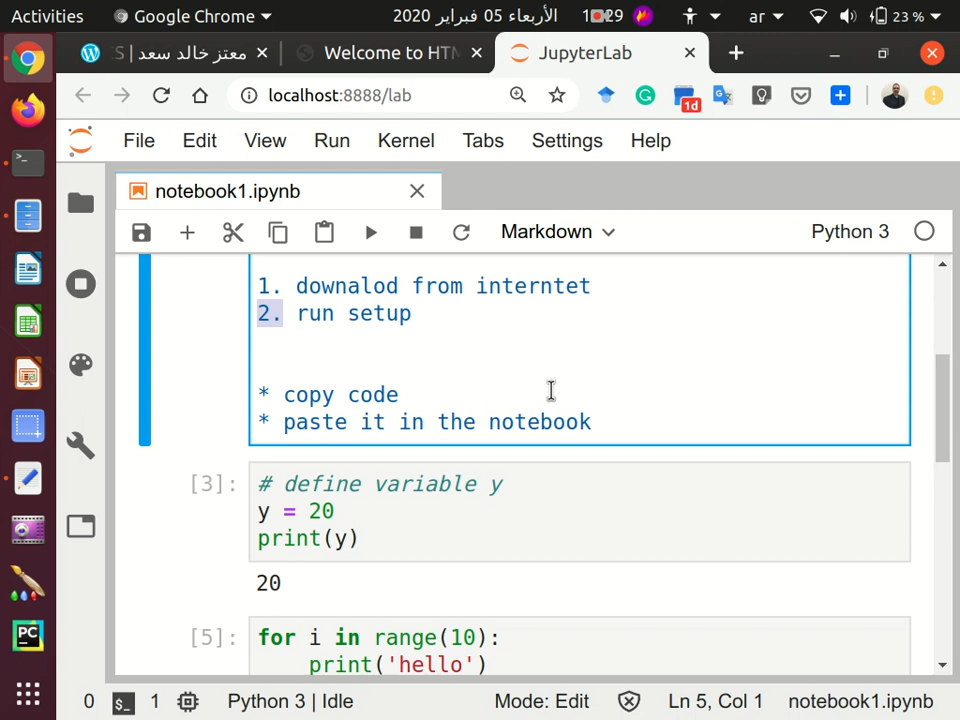 Activities Google Chrome الأربعاء 05 فبراير 2020 ar 23 %
معتز خالد سعد | S Welcome to HTM JupyterLab
localhost:8888/lab 1d
File Edit View Run Kernel Tabs Settings Help
notebook1.ipynb
Markdown Python 3
1. downalod from interntet
2. run setup
* copy code
* paste it in the notebook
[3]: # define variable y
y = 20
print(y)
20
[5]: for i in range(10):
print('hello')
PC
0 $_ 1 Python 3 | Idle Mode: Edit Ln 5, Col 1 notebook1.ipynb